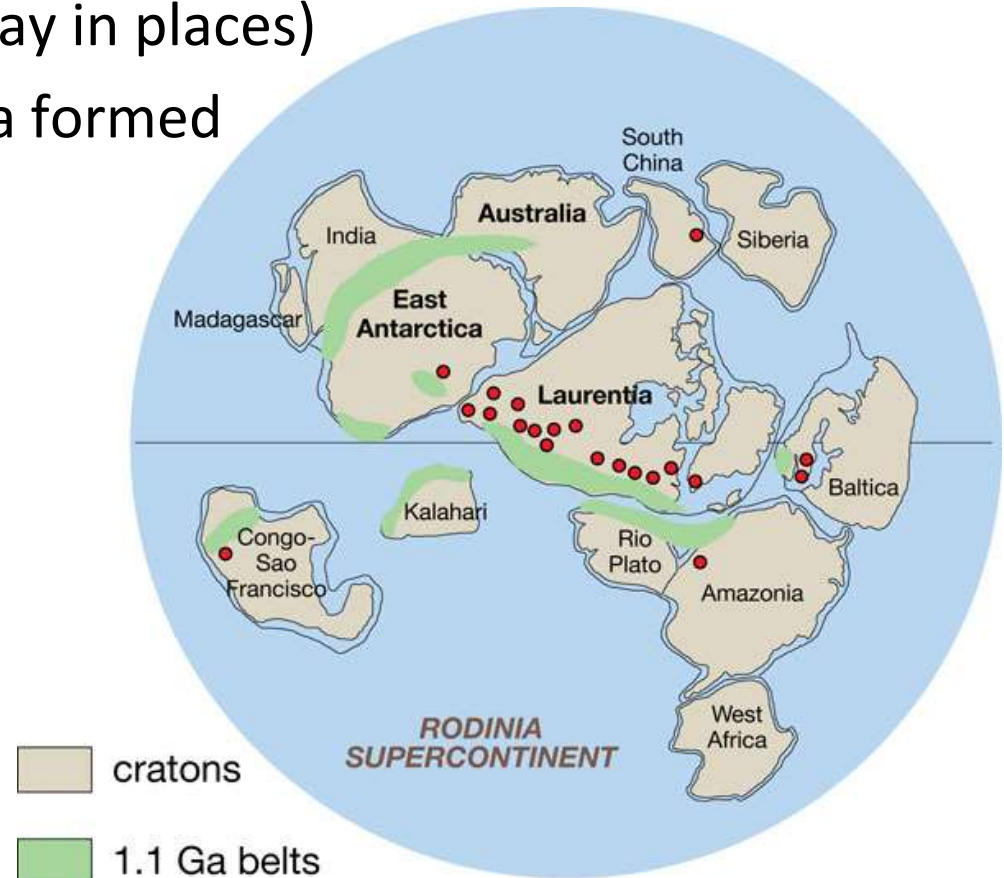 ay in places)
a formed
South
China
Australia
India
Siberia
East
Antarctica
Madagascar
Laurentia
Baltica
Kalahari
Congo-
Sao
Francisco
Rio
Plato
Amazonia
West
Africa
RODINIA
SUPERCONTINENT
cratons
1.1 Ga belts